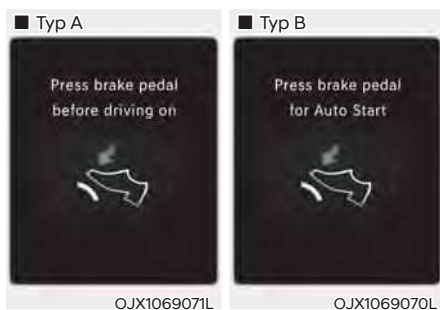 ■ Typ A
Press brake pedal
before driving on
OJX1069071L
■ Typ B
Press brake pedal
for Auto Start
OJX1069070L